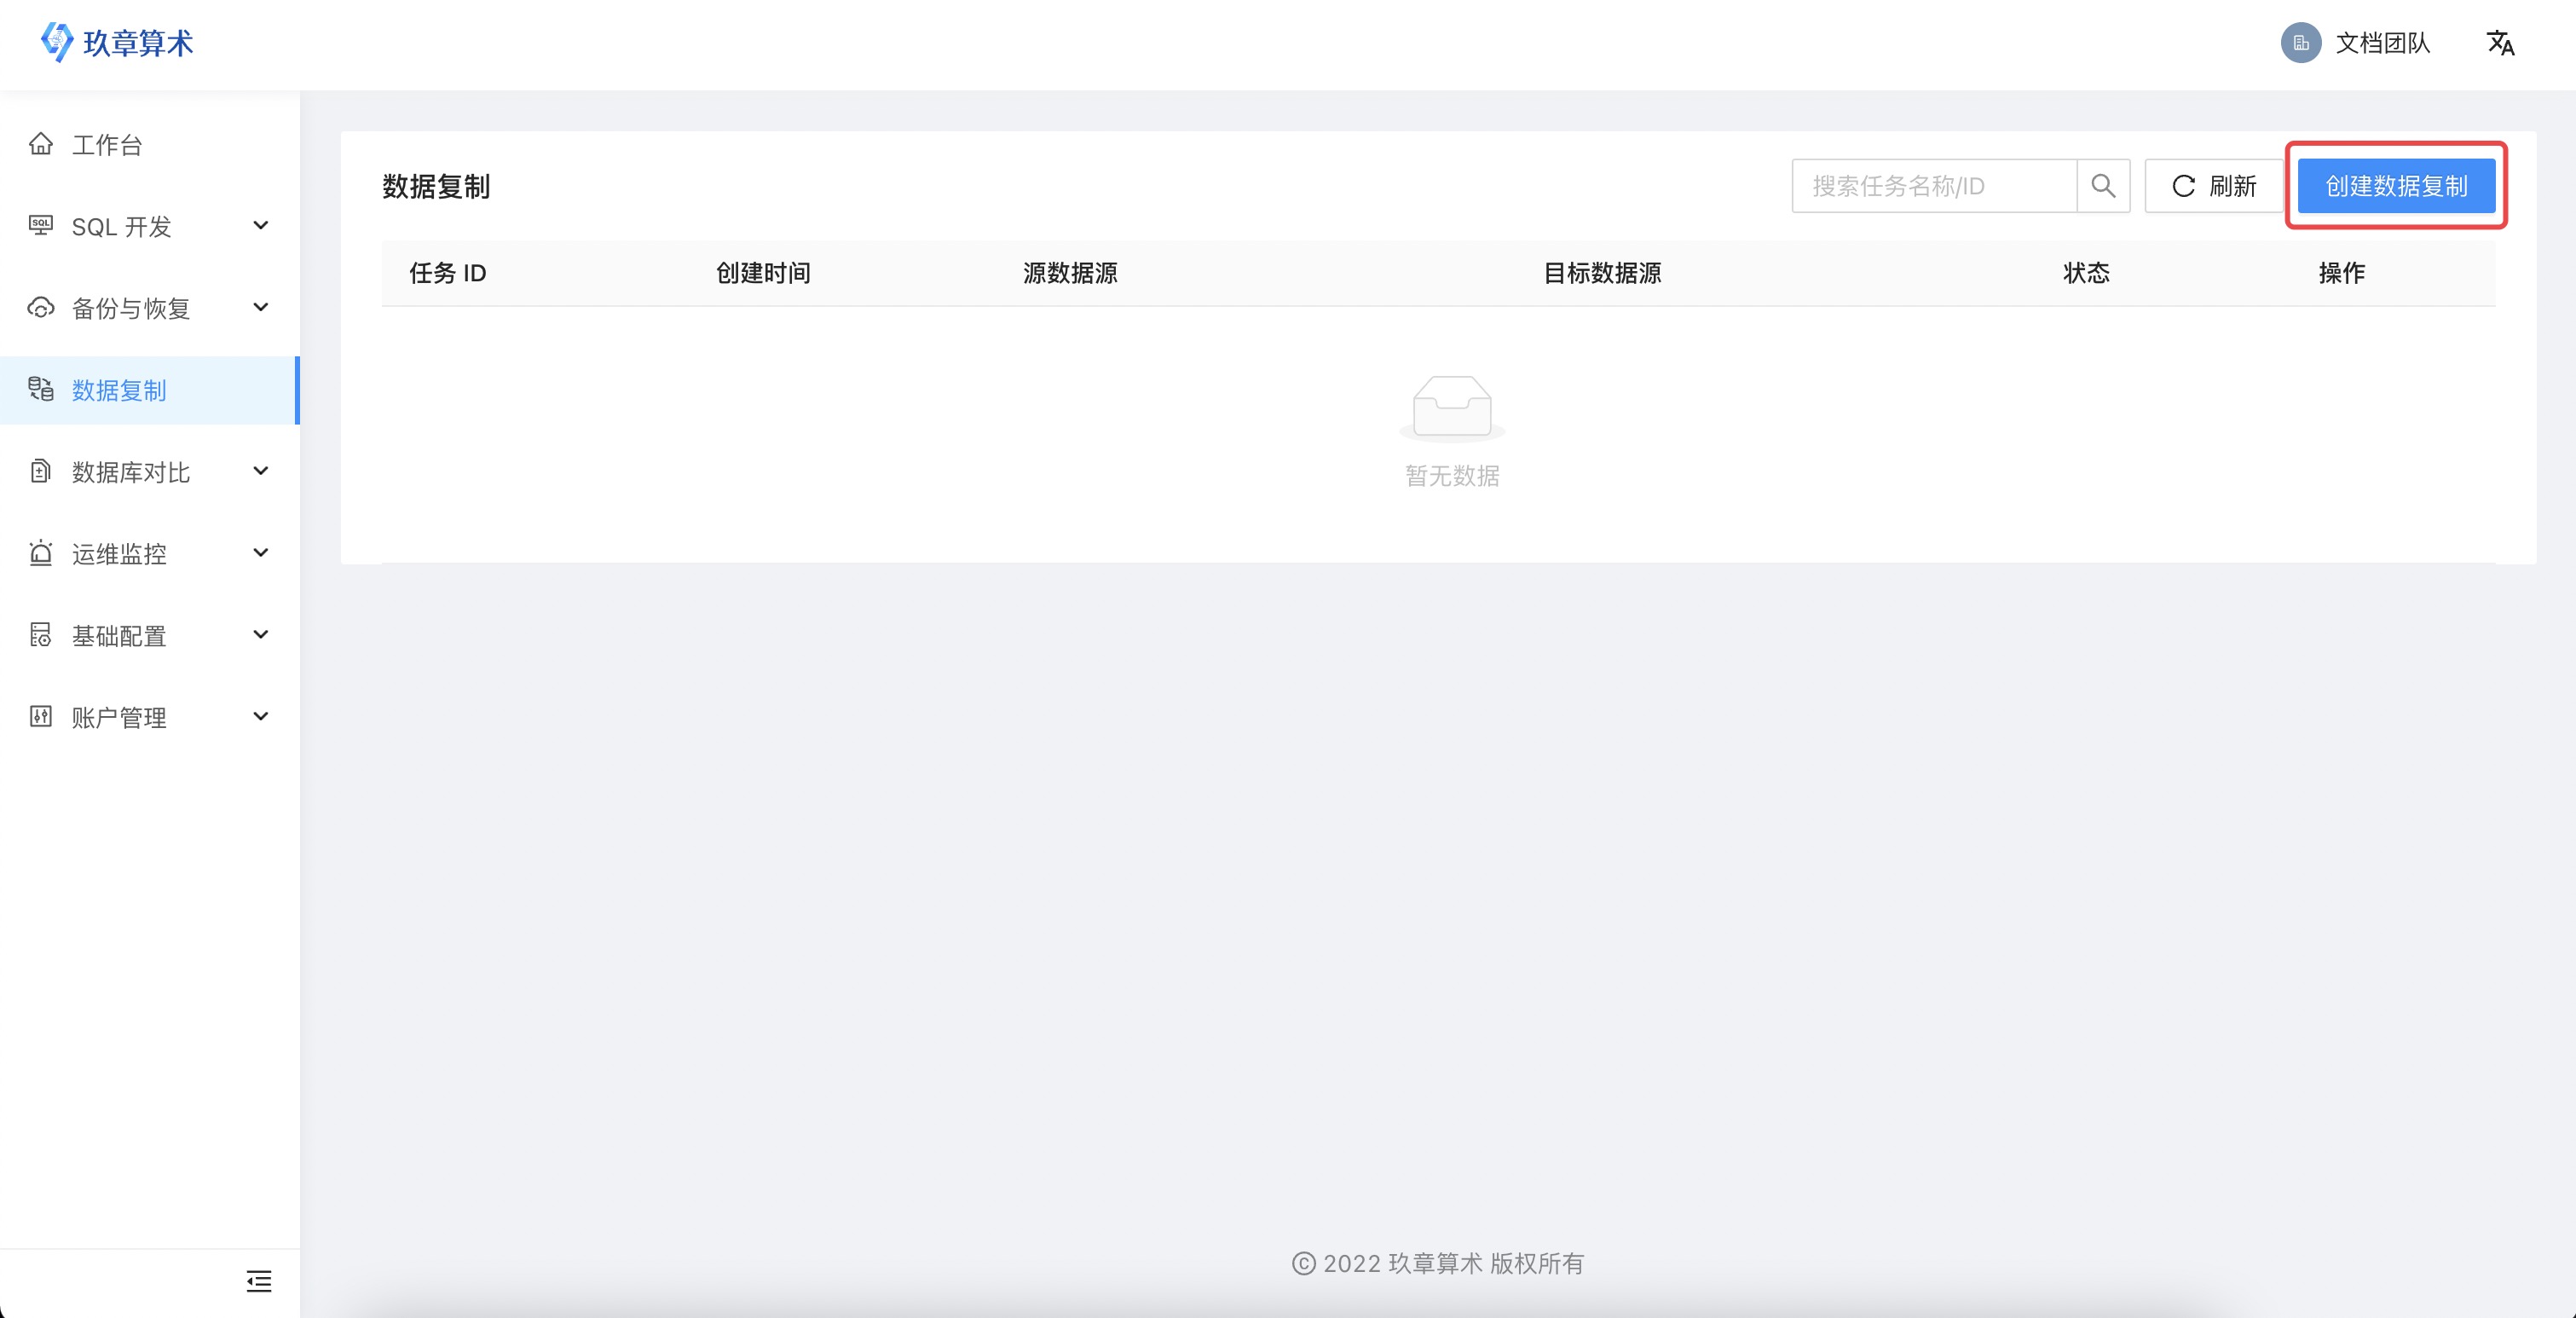 玖章算术
文档团队
工作台
SQL 开发
备份与恢复
数据复制
数据库对比
运维监控
基础配置
账户管理
数据复制
搜索任务名称/ID
刷新
创建数据复制
任务 ID 创建时间 源数据源 目标数据源 状态 操作
暂无数据
© 2022 玖章算术 版权所有